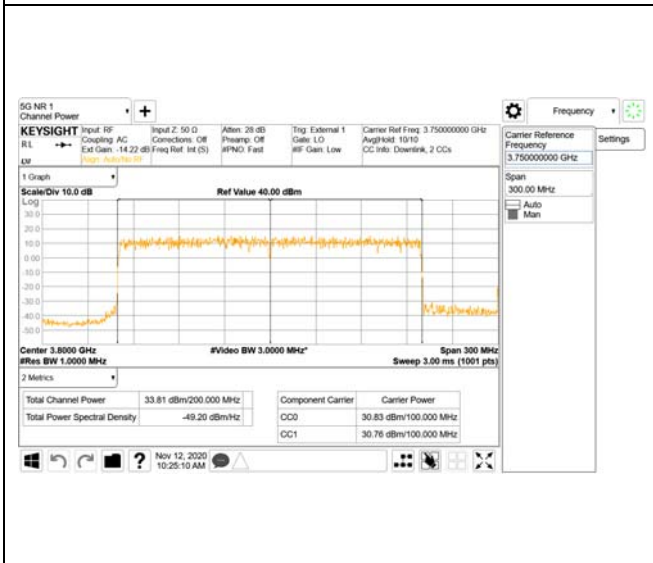 5G NR 1
Channel Power
Frequency
KEYSIGHT Input: RF Input Z: 50 Ω Atten: 28 dB Trig: External 1 Carrier Ref Freq: 3.750000000 GHz
RL Coupling: AC Corrections: Off Preamp: Off Gate: LO Avg|Hold: 10/10
Ext Gain: -14.22 dB Freq Ref: Int (S) #PNO: Fast #IF Gain: Low CC Info: Downlink, 2 CCs
Align: Auto/No RF
Carrier Reference
Frequency
3.750000000 GHz
Settings
Span
300.00 MHz
Auto
Man
1 Graph
Scale/Div 10.0 dB Ref Value 40.00 dBm
Log
30.0
20.0
10.0
0.00
-10.0
-20.0
-30.0
-40.0
-50.0
Center 3.8000 GHz #Video BW 3.0000 MHz* Span 300 MHz
#Res BW 1.0000 MHz Sweep 3.00 ms (1001 pts)
2 Metrics
Total Channel Power 33.81 dBm/200.000 MHz
Total Power Spectral Density -49.20 dBm/Hz
Component Carrier Carrier Power
CC0 30.83 dBm/100.000 MHz
CC1 30.76 dBm/100.000 MHz
Nov 12, 2020
10:25:10 AM